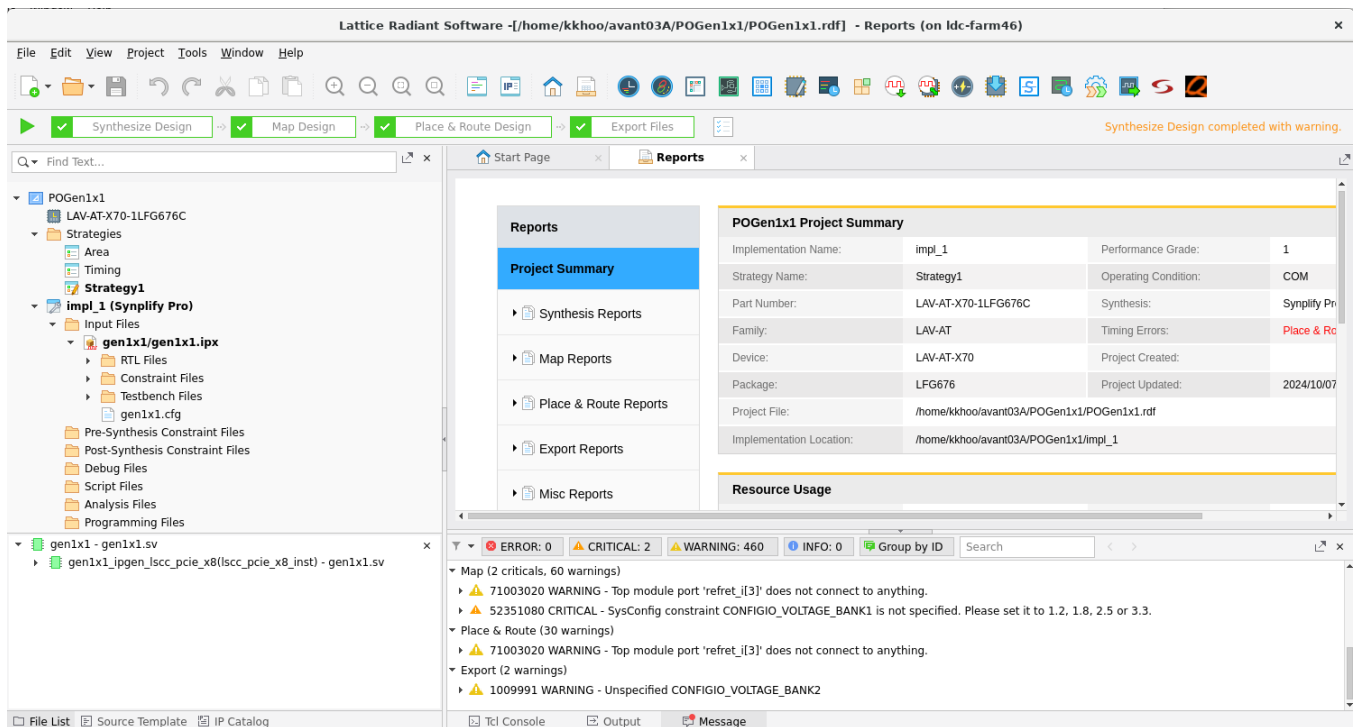 Lattice Radiant Software -[/home/kkhoo/avant03A/POGen1x1/POGen1x1.rdf] - Reports (on ldc-farm46)
File Edit View Project Tools Window Help
Synthesize Design Map Design Place & Route Design Export Files Synthesize Design completed with warning.
Find Text...
Start Page Reports
POGen1x1
LAV-AT-X70-1LFG676C
Strategies
Area
Timing
Strategy1
impl_1 (Synplify Pro)
Input Files
gen1x1/gen1x1.ipx
RTL Files
Constraint Files
Testbench Files
gen1x1.cfg
Pre-Synthesis Constraint Files
Post-Synthesis Constraint Files
Debug Files
Script Files
Analysis Files
Programming Files
gen1x1 - gen1x1.sv
gen1x1_ipgen_lscc_pcie_x8(lscc_pcie_x8_inst) - gen1x1.sv
File List Source Template IP Catalog
Reports
Project Summary
Synthesis Reports
Map Reports
Place & Route Reports
Export Reports
Misc Reports
POGen1x1 Project Summary
Implementation Name: impl_1 Performance Grade: 1
Strategy Name: Strategy1 Operating Condition: COM
Part Number: LAV-AT-X70-1LFG676C Synthesis: Synplify Pr
Family: LAV-AT Timing Errors: Place & Ro
Device: LAV-AT-X70 Project Created:
Package: LFG676 Project Updated: 2024/10/07
Project File: /home/kkhoo/avant03A/POGen1x1/POGen1x1.rdf
Implementation Location: /home/kkhoo/avant03A/POGen1x1/impl_1
Resource Usage
ERROR: 0 CRITICAL: 2 WARNING: 460 INFO: 0 Group by ID Search
Map (2 criticals, 60 warnings)
71003020 WARNING - Top module port 'refret_i[3]' does not connect to anything.
52351080 CRITICAL - SysConfig constraint CONFIGIO_VOLTAGE_BANK1 is not specified. Please set it to 1.2, 1.8, 2.5 or 3.3.
Place & Route (30 warnings)
71003020 WARNING - Top module port 'refret_i[3]' does not connect to anything.
Export (2 warnings)
1009991 WARNING - Unspecified CONFIGIO_VOLTAGE_BANK2
Tcl Console Output Message